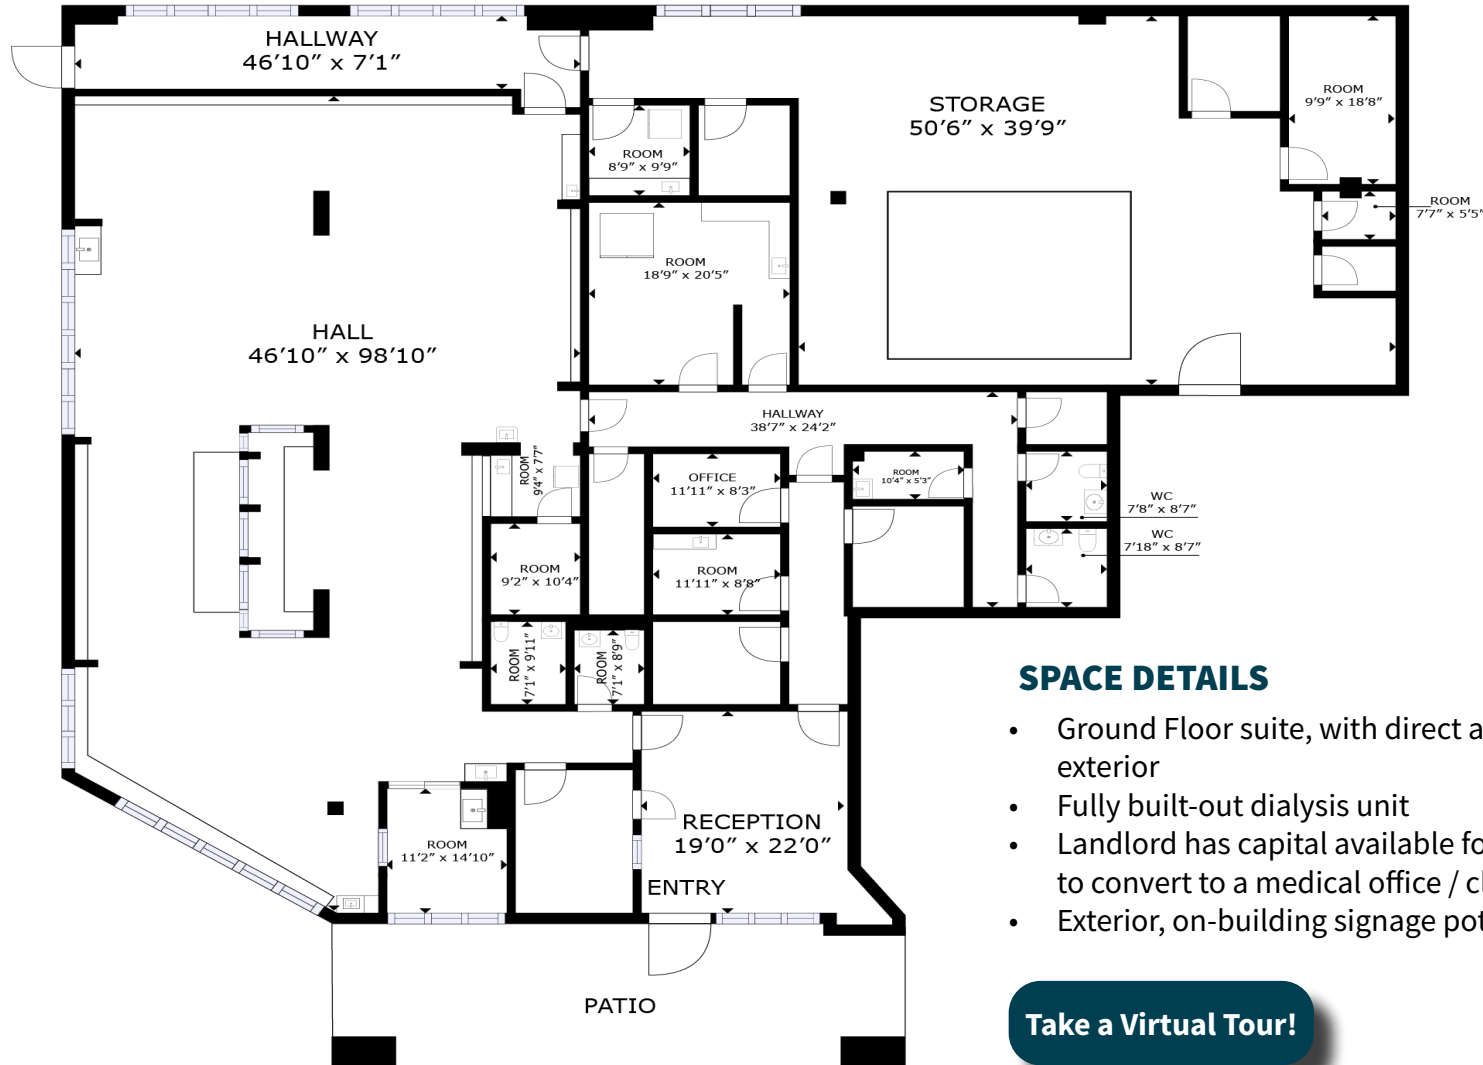 HALLWAY
46'10" x 7'1"
STORAGE
50'6" x 39'9"
ROOM
9'9" x 18'8"
ROOM
8'9" x 9'9"
ROOM
7'7" x 5'5"
ROOM
18'9" x 20'5"
HALL
46'10" x 98'10"
HALLWAY
38'7" x 24'2"
ROOM
9'4" x 7'7"
OFFICE
11'11" x 8'3"
ROOM
10'4" x 5'3"
WC
7'8" x 8'7"
WC
7'18" x 8'7"
ROOM
9'2" x 10'4"
ROOM
11'11" x 8'8"
ROOM
7'1" x 9'11"
ROOM
7'1" x 8'9"
ROOM
11'2" x 14'10"
RECEPTION
19'0" x 22'0"
ENTRY
PATIO
SPACE DETAILS
• Ground Floor suite, with direct a
exterior
• Fully built-out dialysis unit
• Landlord has capital available fo
to convert to a medical office / cl
• Exterior, on-building signage pot
Take a Virtual Tour!